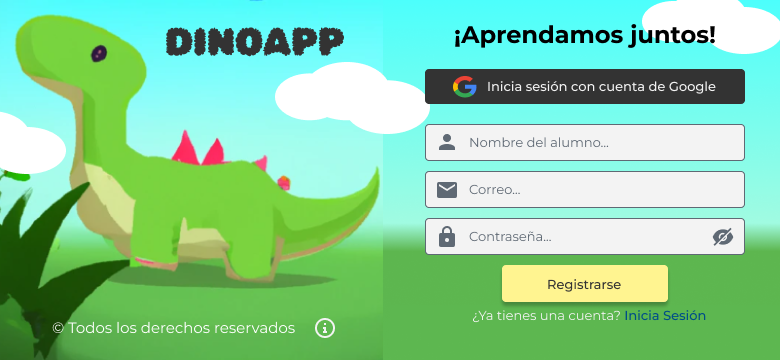 DINOAPP
¡Aprendamos juntos!
Inicia sesión con cuenta de Google
Nombre del alumno...
Correo...
Contraseña...
Registrarse
¿Ya tienes una cuenta? Inicia Sesión
© Todos los derechos reservados